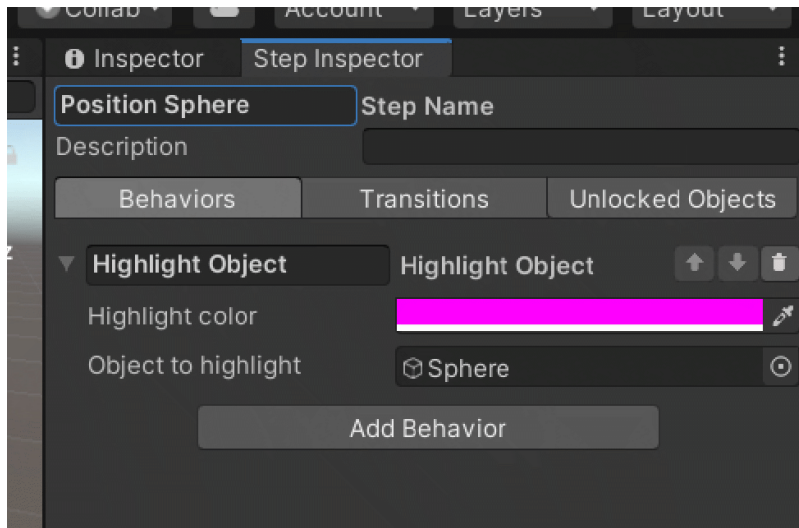 Collab Account Layers Layout
Inspector Step Inspector
Position Sphere Step Name
Description
Behaviors Transitions Unlocked Objects
Highlight Object Highlight Object
Highlight color
Object to highlight Sphere
Add Behavior